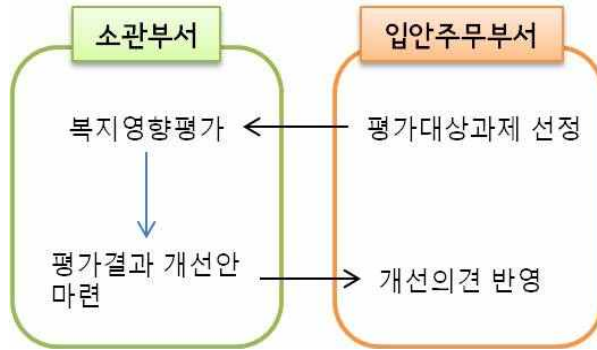 소관부서
입안주무부서
복지영향평가
평가대상과제 선정
평가결과 개선안
마련
개선의견 반영